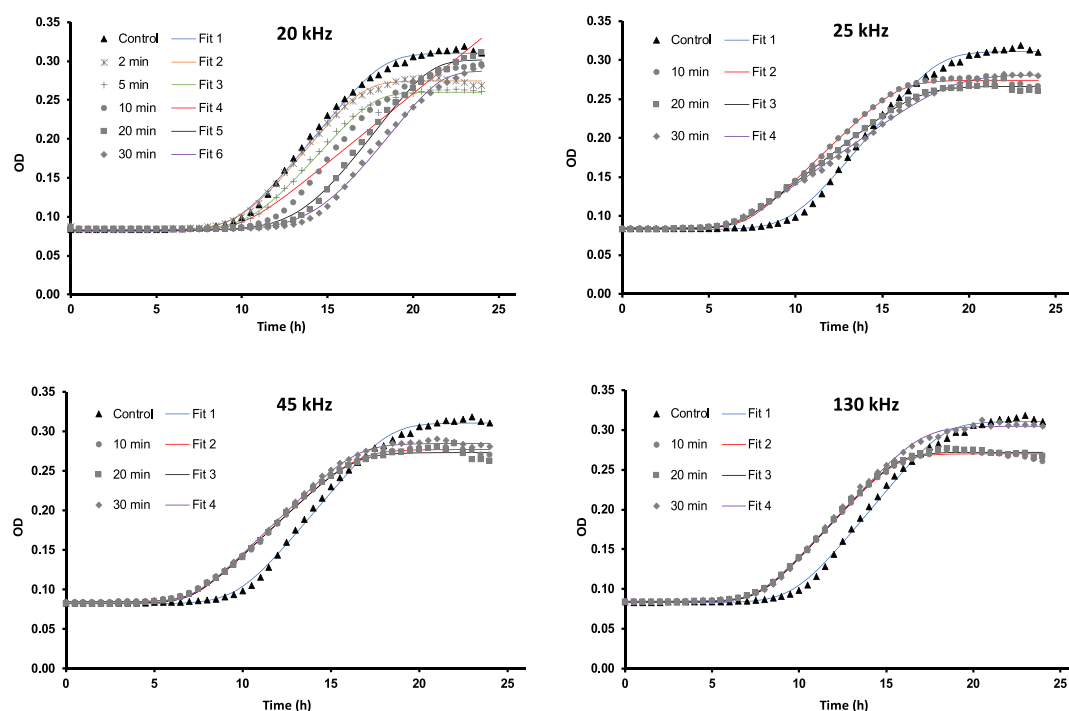 20 kHz
0.35
0.30
0.25
0.20
0.15
0.10
0.05
0.00
OD
Control Fit 1
2 min Fit 2
5 min Fit 3
10 min Fit 4
20 min Fit 5
30 min Fit 6
0 5 10 15 20 25
Time (h)
25 kHz
0.35
0.30
0.25
0.20
0.15
0.10
0.05
0.00
OD
Control Fit 1
10 min Fit 2
20 min Fit 3
30 min Fit 4
0 5 10 15 20 25
Time (h)
45 kHz
0.35
0.30
0.25
0.20
0.15
0.10
0.05
0.00
OD
Control Fit 1
10 min Fit 2
20 min Fit 3
30 min Fit 4
0 5 10 15 20 25
Time (h)
130 kHz
0.35
0.30
0.25
0.20
0.15
0.10
0.05
0.00
OD
Control Fit 1
10 min Fit 2
20 min Fit 3
30 min Fit 4
0 5 10 15 20 25
Time (h)